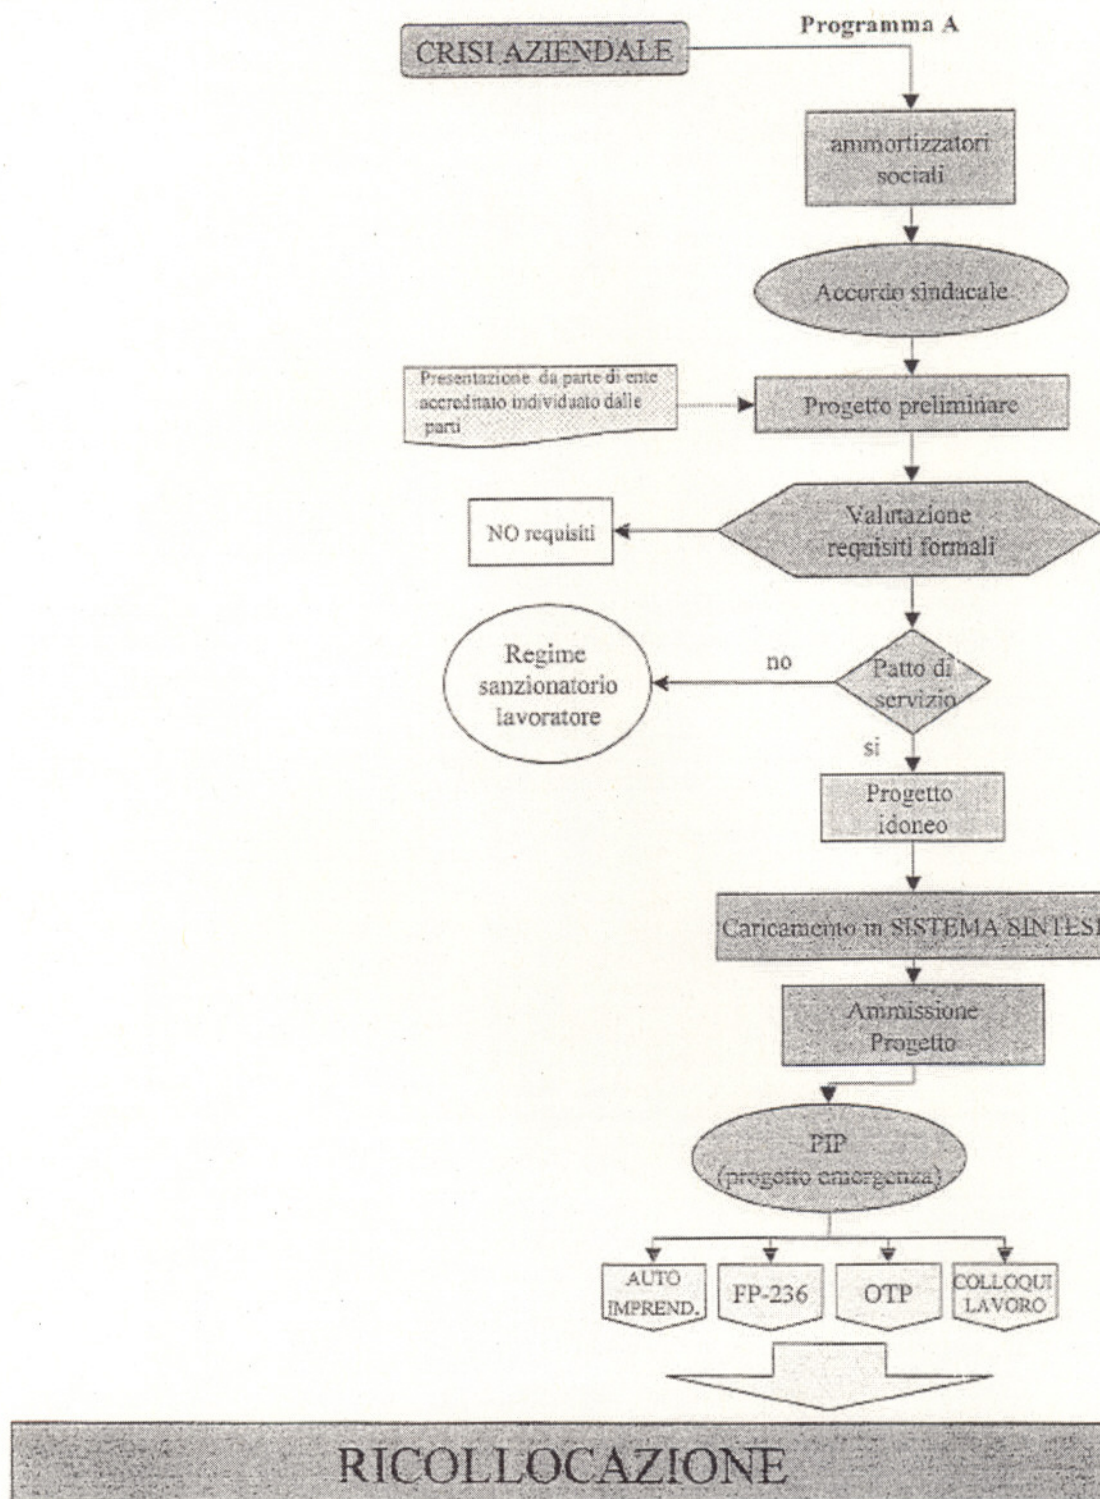 Programma A
CRISI AZIENDALE
ammortizzatori
sociali
Accordo sindacale
Presentazione da parte di ente
accreditato individuato dalle
parti
Progetto preliminare
Valutazione
requisiti formali
NO requisiti
Regime
sanzionatorio
lavoratore
no
Patto di
servizio
si
Progetto
idoneo
Caricamento in SISTEMA SINTESI
Ammissione
Progetto
PIP
(progetto emergenza)
AUTO
IMPREND.
FP-236
OTP
COLLOQUI
LAVORO
RICOLLOCAZIONE